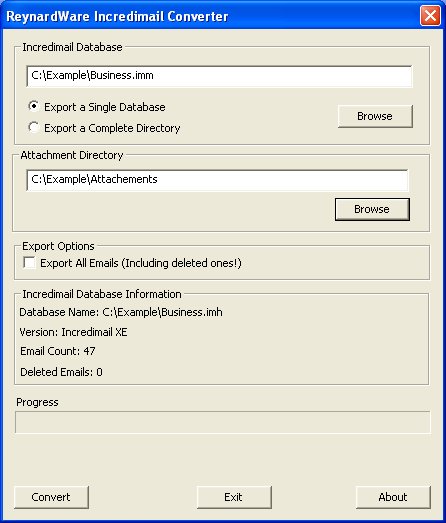 ReynardWare Incredimail Converter
Incredimail Database
C:\Example\Business.imm
Export a Single Database
Export a Complete Directory
Browse
Attachment Directory
C:\Example\Attachements
Browse
Export Options
Export All Emails (Including deleted ones!)
Incredimail Database Information
Database Name: C:\Example\Business.imh
Version: Incredimail XE
Email Count: 47
Deleted Emails: 0
Progress
Convert
Exit
About